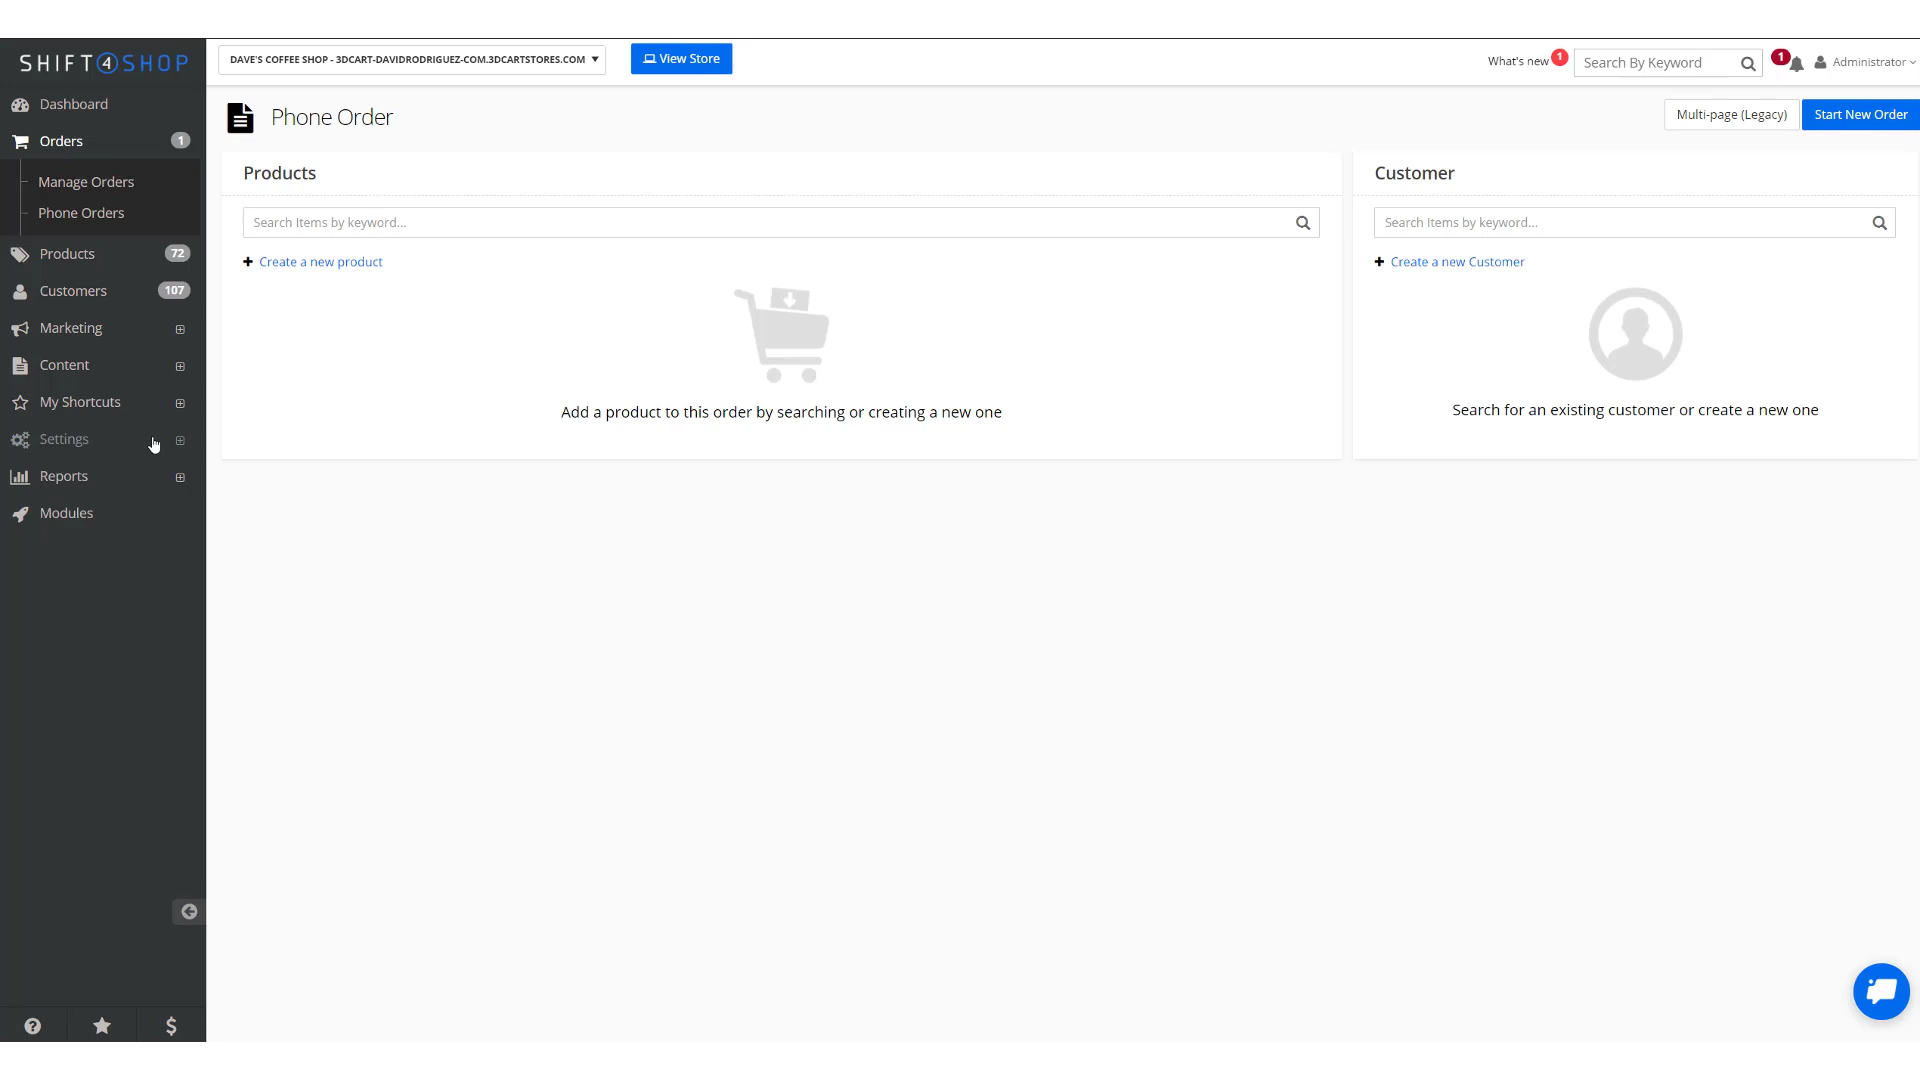 SHIFT4SHOP
DAVE'S COFFEE SHOP - 3DCART-DAVIDRODRIGUEZ-COM.3DCARTSTORES.COM
View Store
What's new 1
Search By Keyword
1
Administrator
Dashboard
Orders 1
Manage Orders
Phone Orders
Products 72
Customers 107
Marketing
Content
My Shortcuts
Settings
Reports
Modules
Phone Order
Multi-page (Legacy)
Start New Order
Products
Search Items by keyword...
+ Create a new product
Add a product to this order by searching or creating a new one
Customer
Search Items by keyword...
+ Create a new Customer
Search for an existing customer or create a new one
? $